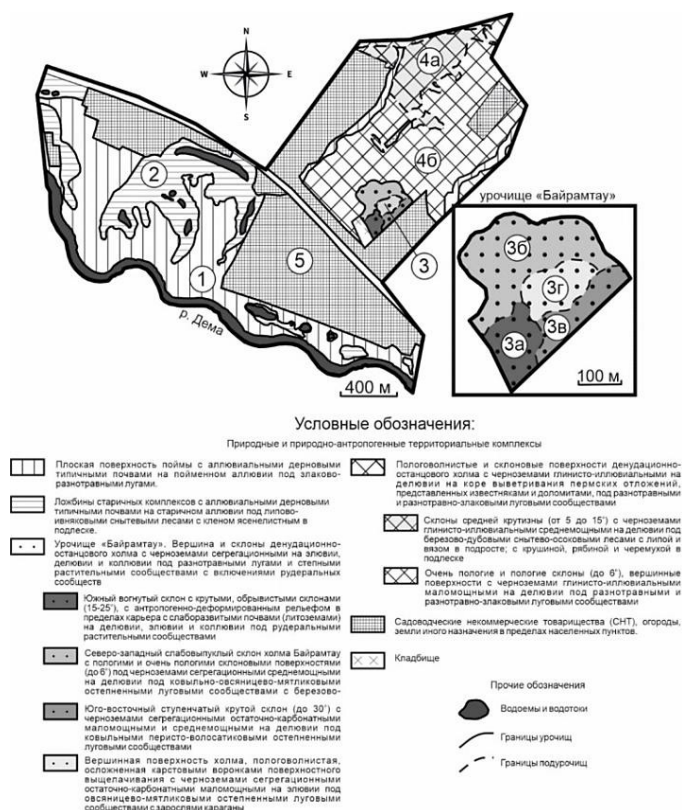 N
W E
S
4а
4б
2
урочище «Байрамтау»
3б
3
5
3г
1
3в
3а
р. Дема
400 м
100 м
Условные обозначения:
Природные и природно-антропогенные территориальные комплексы
Плоская поверхность поймы с аллювиальными дерновыми
типичными почвами на пойменном аллювии под злаково-
разнотравными лугами.
Ложбины старичных комплексов с аллювиальными дерновыми
типичными почвами на старичном аллювии под липово-
ивняковыми снытевыми лесами с кленом ясенелистным в
подлеске.
Урочище «Байрамтау». Вершина и склоны денудационно-
останцового холма с черноземами сегрегационными на элювии,
делювии и коллювии под разнотравными лугами и степными
растительными сообществами с включениями рудеральных
сообществ
Южный вогнутый склон с крутыми, обрывистыми склонами
(15-25°), с антропогенно-деформированным рельефом в
пределах карьера с слаборазвитыми почвы (литоземами) на
делювии, элювии и коллювии под рудеральными
растительными сообществами
Северо-западный слабовыпуклый склон холма Байрамтау
с пологими и очень пологими склоновыми поверхностями
(до6°) под черноземами сегрегационными среднемощными
на делювии под ковыльно-овсяницево-мятликовыми
остепненными луговыми сообществами с березово-
Юго-восточный ступенчатый крутой склон (до 30°) с
черноземами сегрегационными остаточно-карбонатными
маломощными и среднемощными на делювии под
ковыльными перисто-волосатиковыми остепненными
луговыми сообществами
Вершинная поверхность холма, пологоволнистая,
осложненная карстовыми воронками поверхностного
выщелачивания с черноземами сегрегационными
остаточно-карбонатными маломощными на элювии под
овсяницево-мятликовыми остепненными луговыми
сообществами с зарослями караганы
Пологоволнистые и склоновые поверхности денудационно-
останцового холма с черноземами глинисто-иллювиальными на
делювии на коре выветривания пермских отложений,
представленных известняками и доломитами, под разнотравными
и разнотравно-злаковыми луговыми сообществами
Склоны средней крутизны (от 5 до 15°) с черноземами
глинисто-иллювиальными среднемощными на делювии под
березово-дубовыми снытьево-осоковыми лесами с липой и
вязом в подросте; с крушиной, рябиной и черемухой в
подлеске
Очень пологие и пологие склоны (до 6°), вершинные
поверхности с черноземами глинисто-иллювиальными
маломощными на делювии под разнотравными и
разнотравно-злаковыми луговыми сообществами
Садоводческие некоммерческие товарищества (СНТ), огороды,
земли иного назначения в пределах населенных пунктов.
Кладбище
Прочие обозначения
Водоемы и водотоки
Границы урочищ
Границы подурочищ